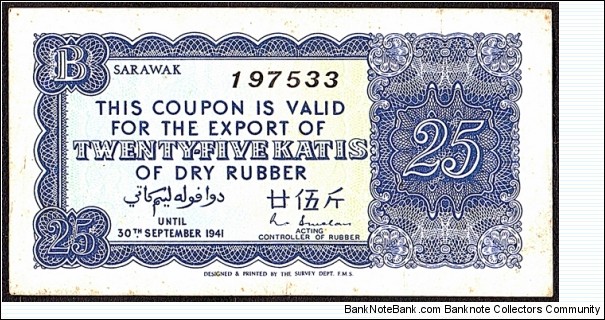 B
SARAWAK
197533
THIS COUPON IS VALID
FOR THE EXPORT OF
TWENTY-FIVE KATIS
OF DRY RUBBER
25
دوا ڤوله ليم كاتي
廿伍斤
UNTIL
30TH SEPTEMBER 1941
ACTING
CONTROLLER OF RUBBER
25
DESIGNED & PRINTED BY THE SURVEY DEPT. F.M.S.
BankNoteBank.com - BankNote Collectors Community